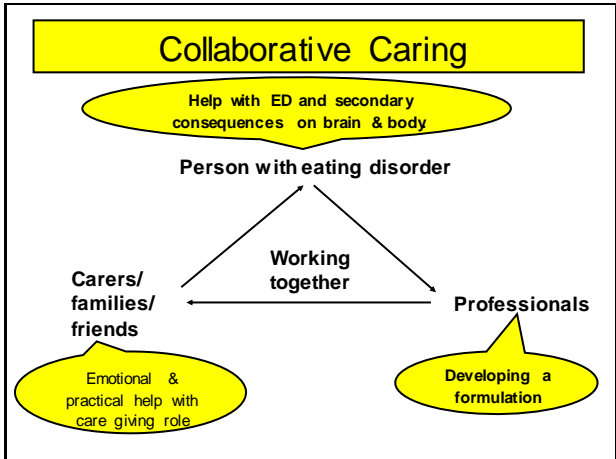 Collaborative Caring
Help with ED and secondary
consequences on brain & body.
Person with eating disorder
Working
together
Carers/
families/
friends
Professionals
Emotional &
practical help with
care giving role
Developing a
formulation